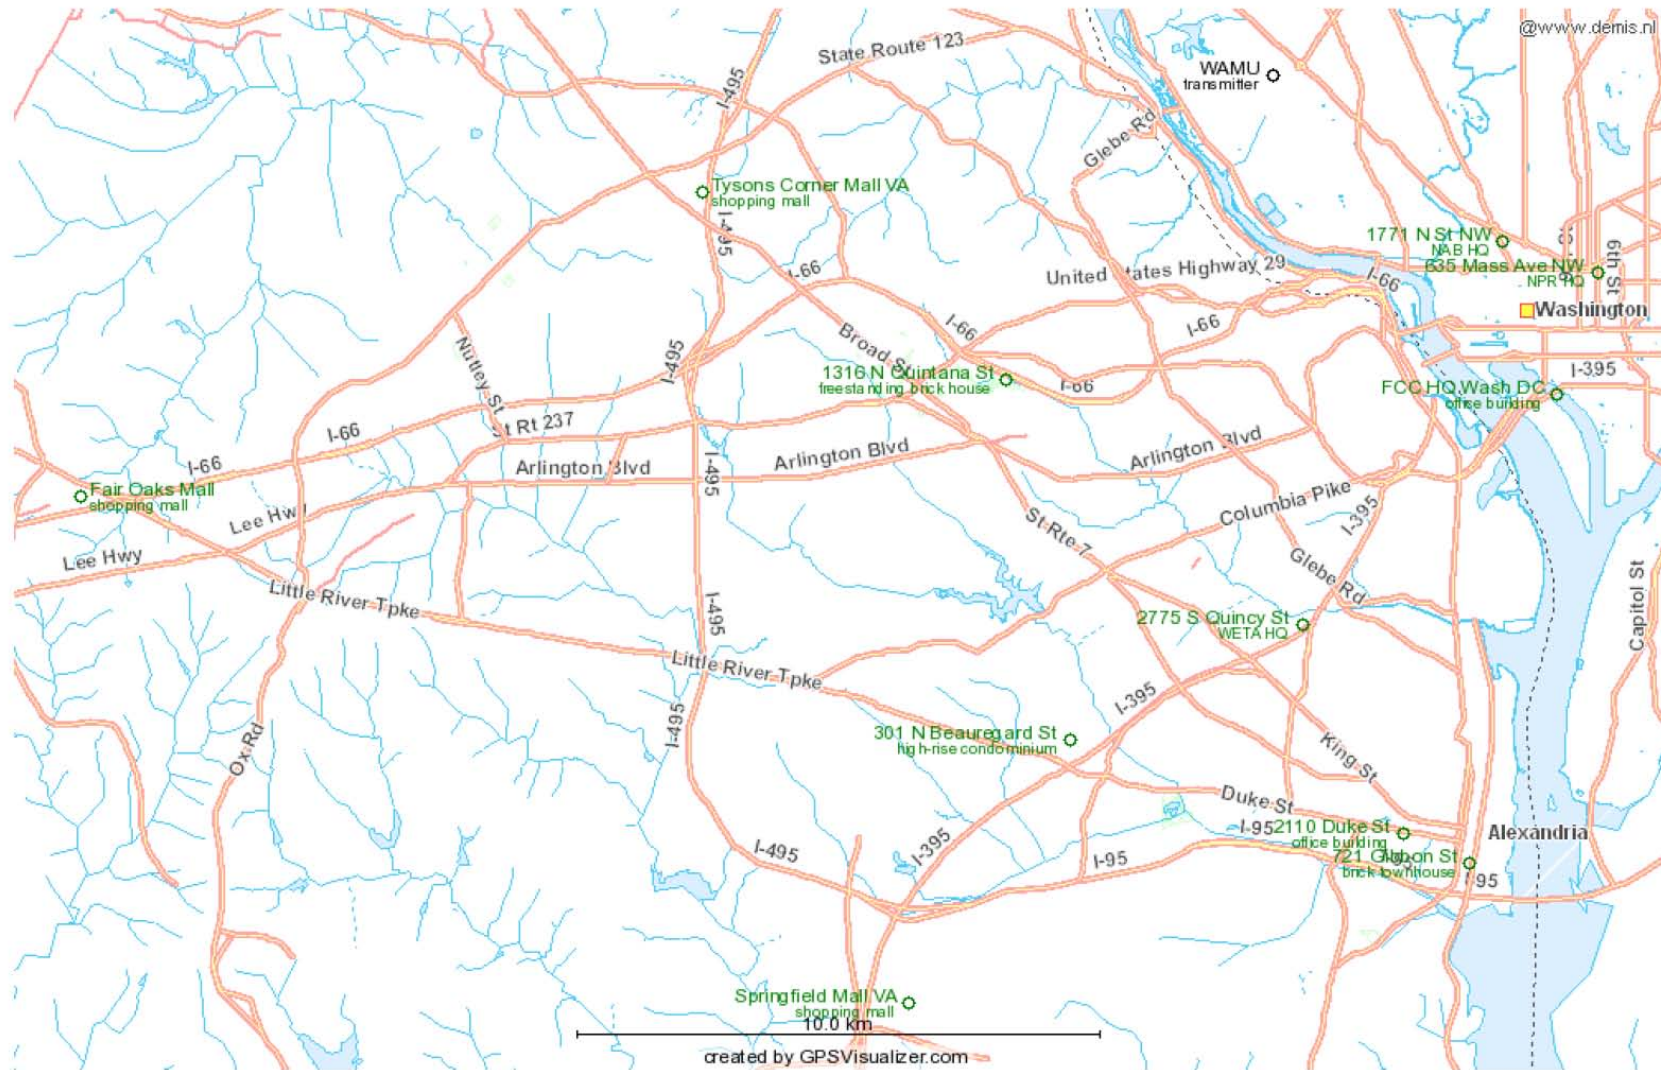 @www.demis.nl
State Route 123
WAMU
transmitter
I-495
Glebe Rd
Tysons Corner Mall VA
shopping mall
I-495
1771 N St NW
NAB HQ
635 Mass Ave NW
NPR HQ
6th St
I-66
United States Highway 29
I-66
Washington
I-66
I-66
Broad St
Nutley St
I-495
1316 N Quintana St
freestanding brick house
I-66
I-395
FCC HQ Wash DC
office building
St Rt 237
I-66
I-66
Arlington Blvd
Arlington Blvd
Arlington Blvd
I-495
Fair Oaks Mall
shopping mall
Lee Hwy
Columbia Pike
I-395
St Rte 7
Lee Hwy
Glebe Rd
Little River Tpke
Capitol St
I-495
2775 S Quincy St
WETA HQ
Little River Tpke
I-395
I-495
Ox Rd
301 N Beauregard St
high-rise condominium
King St
Duke St
I-95
2110 Duke St
office building
Alexandria
I-495
I-395
I-95
721 Gibbon St
brick townhouse
I-95
Springfield Mall VA
shopping mall
10.0 km
created by GPSVisualizer.com